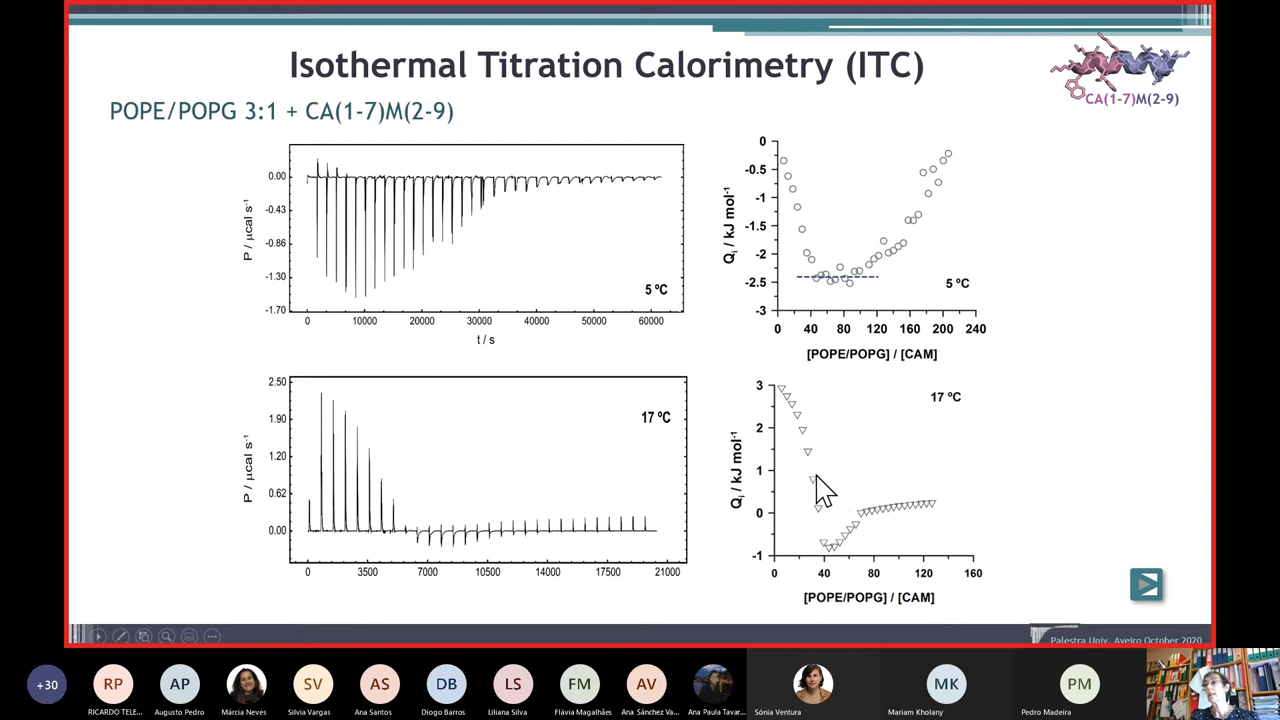 Isothermal Titration Calorimetry (ITC)
CA(1-7)M(2-9)
POPE/POPG 3:1 + CA(1-7)M(2-9)
P / μcal s⁻¹
0.00
-0.43
-0.86
-1.30
-1.70
0 10000 20000 30000 40000 50000 60000
t / s
5 ºC
Qᵢ / kJ mol⁻¹
0
-0.5
-1
-1.5
-2
-2.5
-3
0 40 80 120 160 200 240
[POPE/POPG] / [CAM]
5 ºC
P / μcal s⁻¹
2.50
1.90
1.20
0.62
0.00
0 3500 7000 10500 14000 17500 21000
17 ºC
Qᵢ / kJ mol⁻¹
3
2
1
0
-1
0 40 80 120 160
[POPE/POPG] / [CAM]
17 ºC
Palestra Univ. Aveiro October 2020
+30 RP AP SV AS DB LS FM AV MK PM
RICARDO TELE... Augusto Pedro Márcia Neves Silvia Vargas Ana Santos Diogo Barros Liliana Silva Flávia Magalhães Ana Sánchez Va... Ana Paula Tavar... Sónia Ventura Mariam Kholany Pedro Madeira